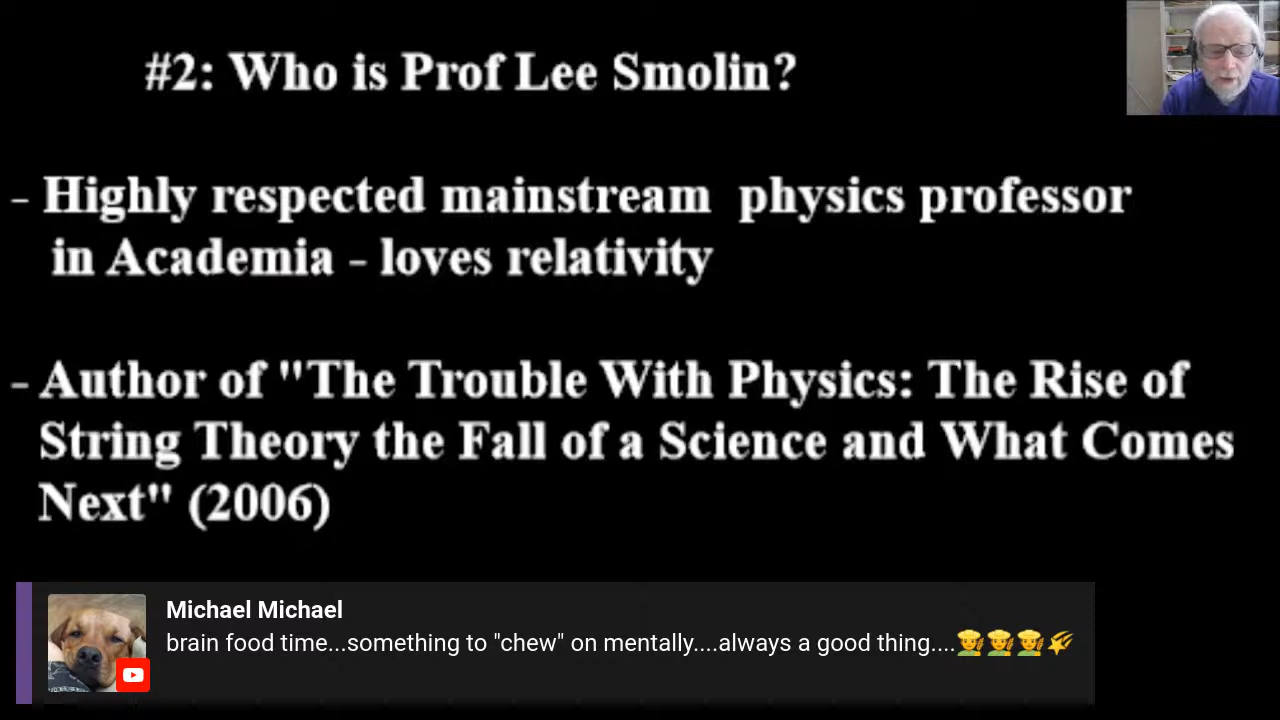 #2: Who is Prof Lee Smolin?
- Highly respected mainstream physics professor
in Academia - loves relativity
- Author of "The Trouble With Physics: The Rise of
String Theory the Fall of a Science and What Comes
Next" (2006)
Michael Michael
brain food time...something to "chew" on mentally....always a good thing....